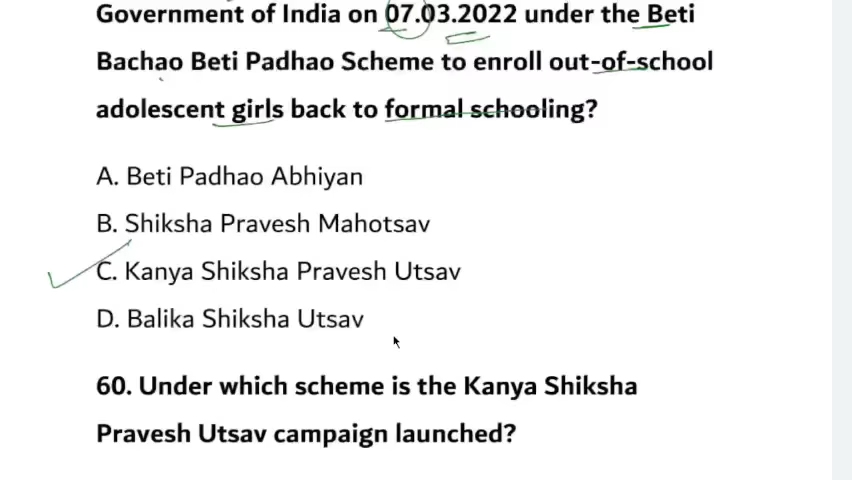 Government of India on 07.03.2022 under the Beti
Bachao Beti Padhao Scheme to enroll out-of-school
adolescent girls back to formal schooling?
A. Beti Padhao Abhiyan
B. Shiksha Pravesh Mahotsav
C. Kanya Shiksha Pravesh Utsav
D. Balika Shiksha Utsav
60. Under which scheme is the Kanya Shiksha
Pravesh Utsav campaign launched?